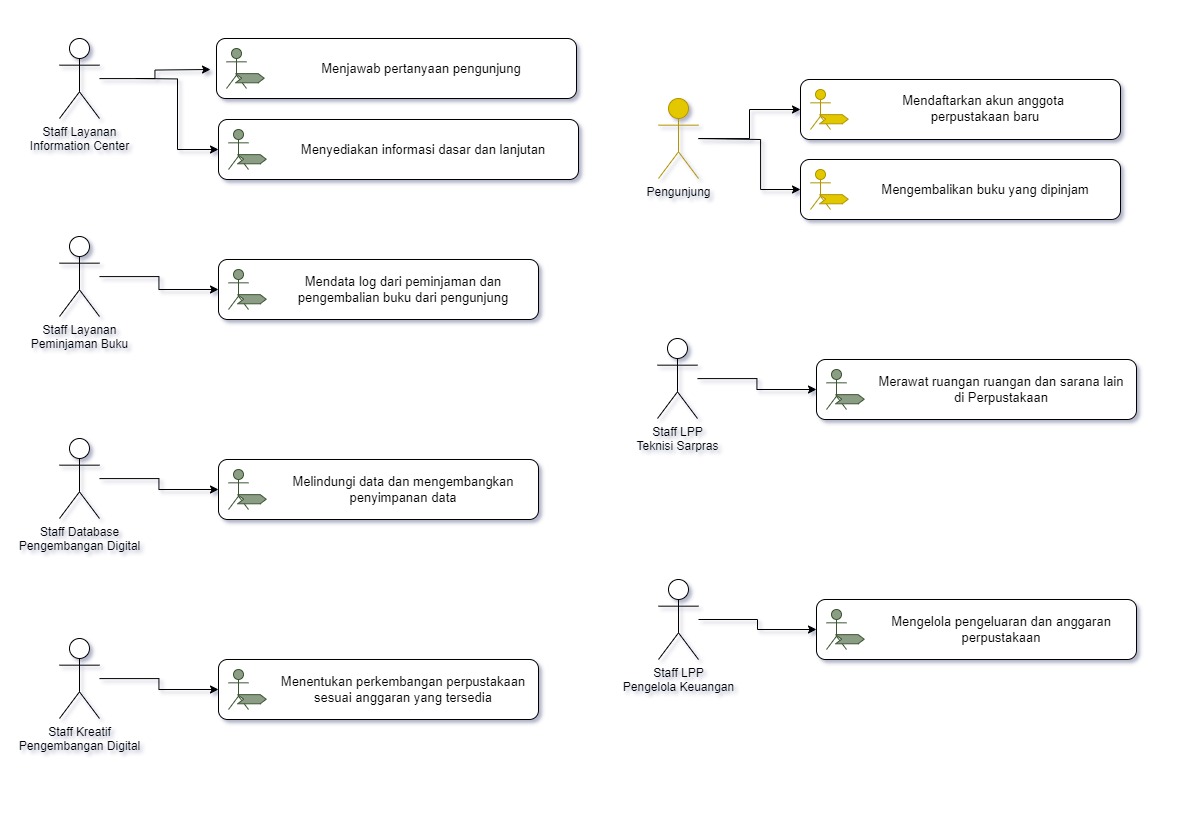 Staff Layanan
Information Center
Menjawab pertanyaan pengunjung
Menyediakan informasi dasar dan lanjutan
Staff Layanan
Peminjaman Buku
Mendata log dari peminjaman dan
pengembalian buku dari pengunjung
Staff Database
Pengembangan Digital
Melindungi data dan mengembangkan
penyimpanan data
Staff Kreatif
Pengembangan Digital
Menentukan perkembangan perpustakaan
sesuai anggaran yang tersedia
Pengunjung
Mendaftarkan akun anggota
perpustakaan baru
Mengembalikan buku yang dipinjam
Staff LPP
Teknisi Sarpras
Merawat ruangan ruangan dan sarana lain
di Perpustakaan
Staff LPP
Pengelola Keuangan
Mengelola pengeluaran dan anggaran
perpustakaan